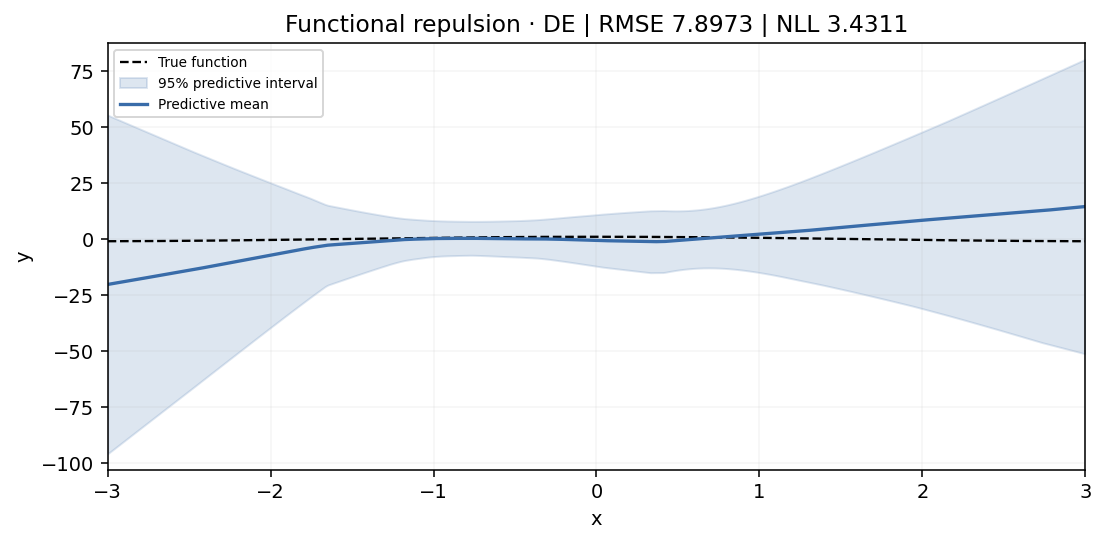 Functional repulsion · DE | RMSE 7.8973 | NLL 3.4311
True function
95% predictive interval
Predictive mean
75
50
25
0
−25
−50
−75
−100
y
−3
−2
−1
0
1
2
3
x